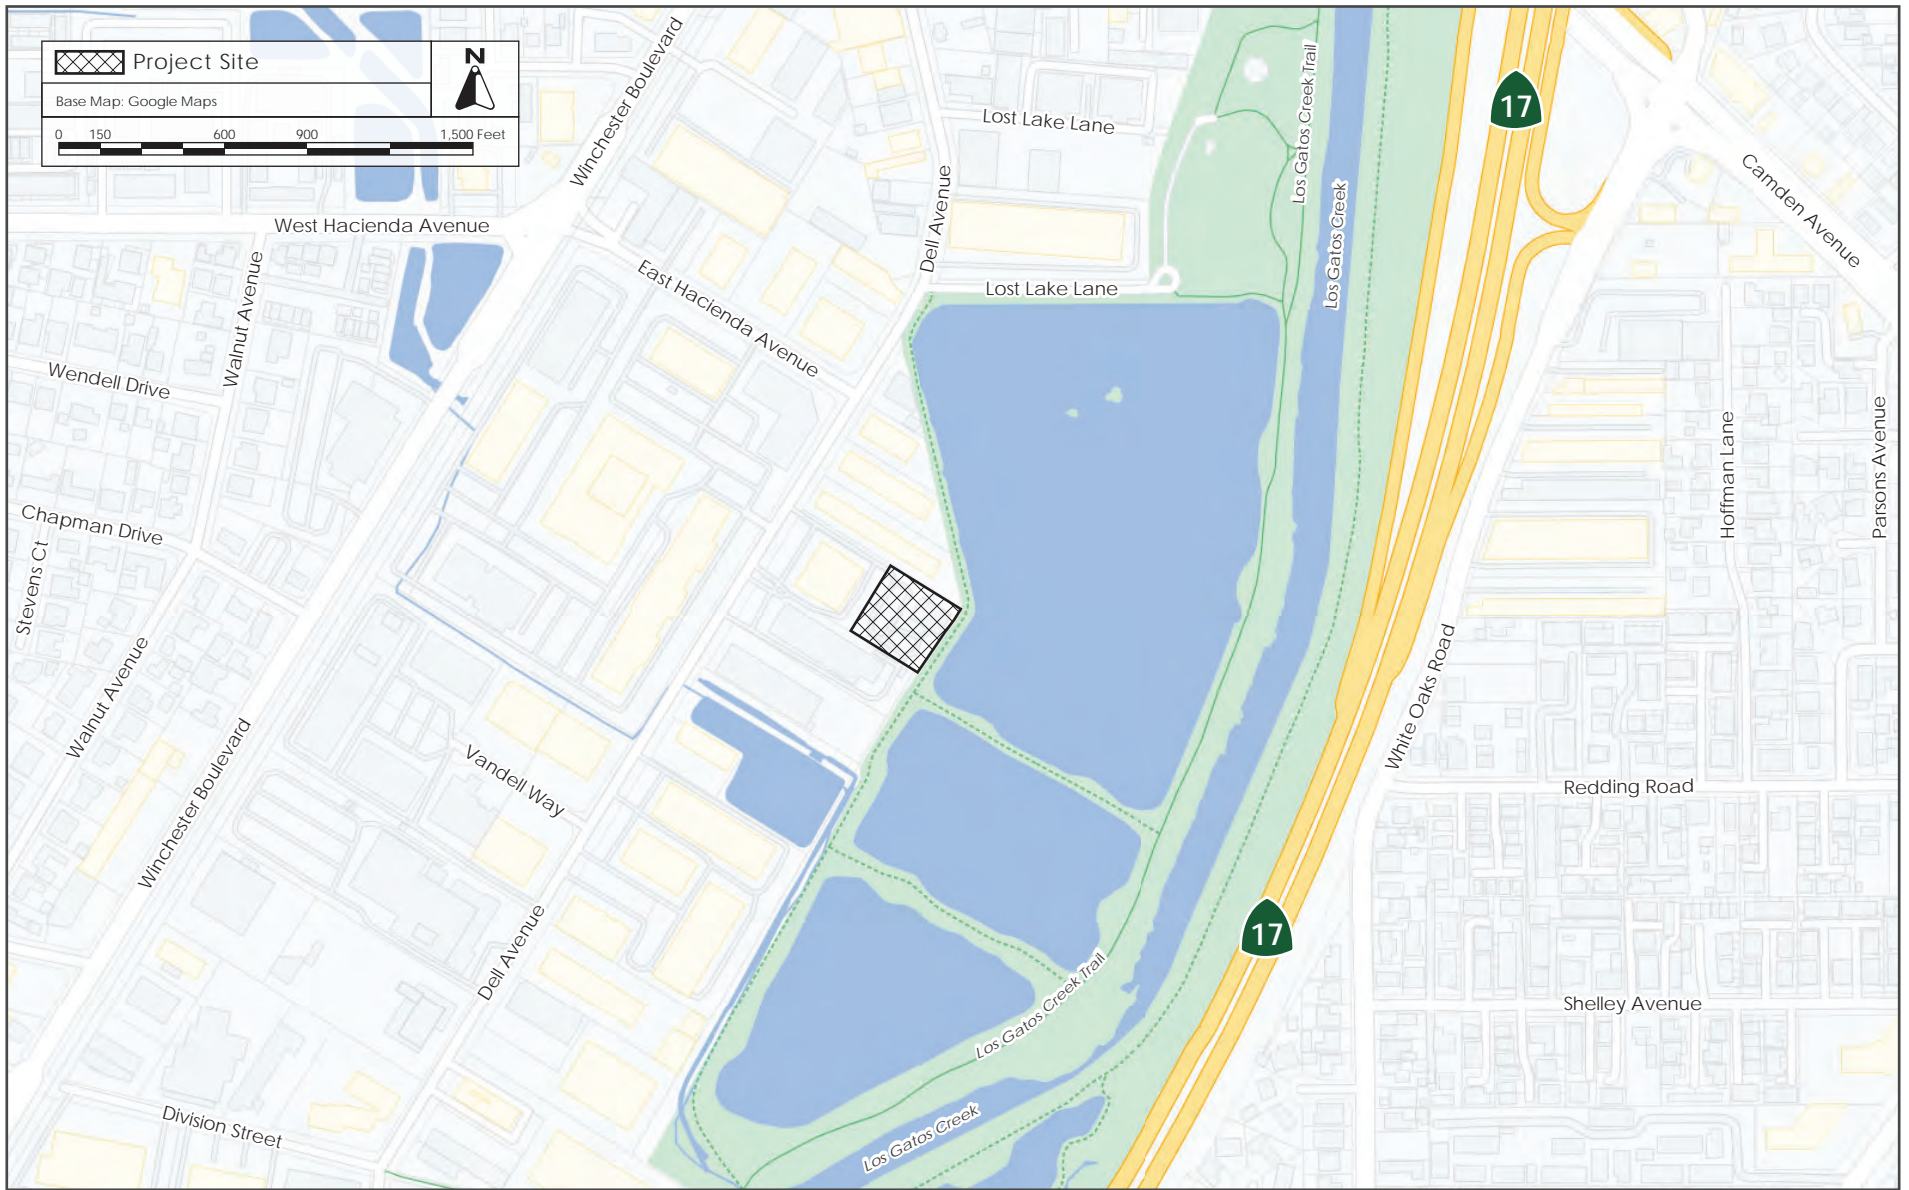 Project Site
N
Base Map: Google Maps
0 150 600 900 1,500 Feet
Winchester Boulevard
Lost Lake Lane
Los Gatos Creek Trail
17
Camden Avenue
Dell Avenue
Los Gatos Creek
West Hacienda Avenue
East Hacienda Avenue
Lost Lake Lane
Walnut Avenue
Wendell Drive
Hoffman Lane
Parsons Avenue
Chapman Drive
Stevens Ct
Walnut Avenue
White Oaks Road
Winchester Boulevard
Vandell Way
Redding Road
Dell Avenue
17
Los Gatos Creek Trail
Shelley Avenue
Division Street
Los Gatos Creek